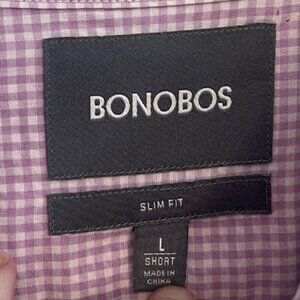 BONOBOS
SLIM FIT
L
SHORT
MADE IN
CHINA